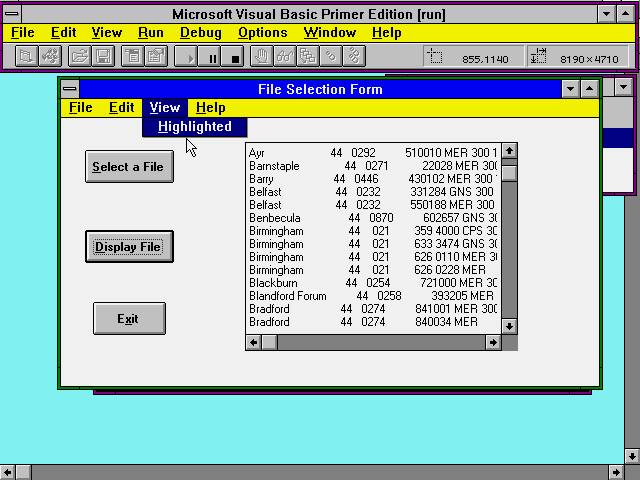 Microsoft Visual Basic Primer Edition [run]
File Edit View Run Debug Options Window Help
855,1140 8190×4710
File Selection Form
File Edit View Help
Highlighted
Select a File
Display File
Exit
Ayr 44 0292 510010 MER 300 1
Barnstaple 44 0271 22028 MER 300
Barry 44 0446 430102 MER 300
Belfast 44 0232 331284 GNS 300
Belfast 44 0232 550188 MER 300
Benbecula 44 0870 602657 GNS 30
Birmingham 44 021 359 4000 CPS 30
Birmingham 44 021 633 3474 GNS 30
Birmingham 44 021 626 0110 MER 30
Birmingham 44 021 626 0228 MER
Blackburn 44 0254 721000 MER 30
Blandford Forum 44 0258 393205 MER
Bradford 44 0274 841001 MER 300
Bradford 44 0274 840034 MER